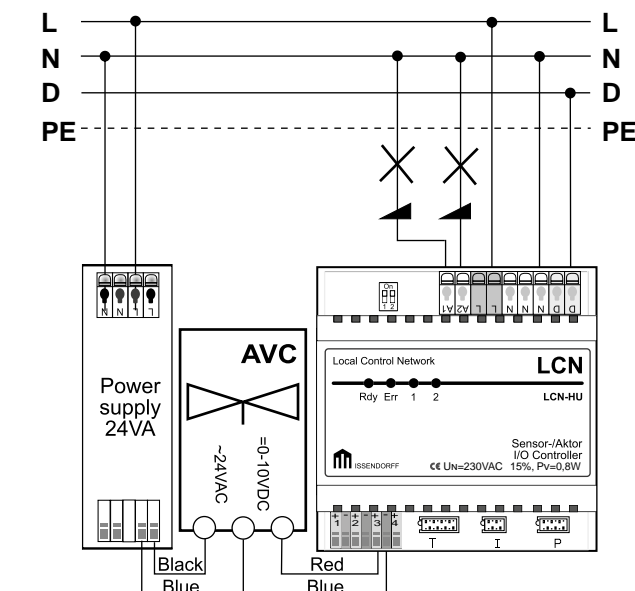 L L
N N
D D
PE PE
On
1 2
N N L L
A1 A2 L L N N N D D
AVC
Power
supply
24VA
~24VAC
=0-10VDC
Local Control Network
LCN
Rdy Err 1 2
LCN-HU
Sensor-/Aktor
I/O Controller
ISSENDORFF
CE UN=230VAC 15%, Pv=0,8W
+ - + - + - +
1 2 3 4
T I P
Black Red
Blue Blue